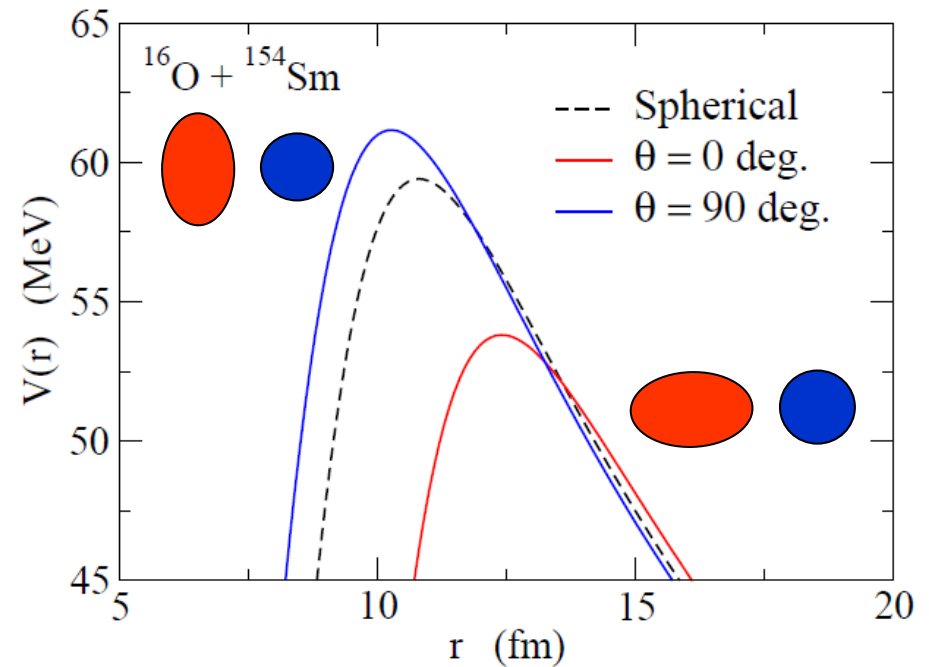 65
60
55
50
45
V(r) (MeV)
¹⁶O + ¹⁵⁴Sm
Spherical
θ = 0 deg.
θ = 90 deg.
5 10 15 20
r (fm)